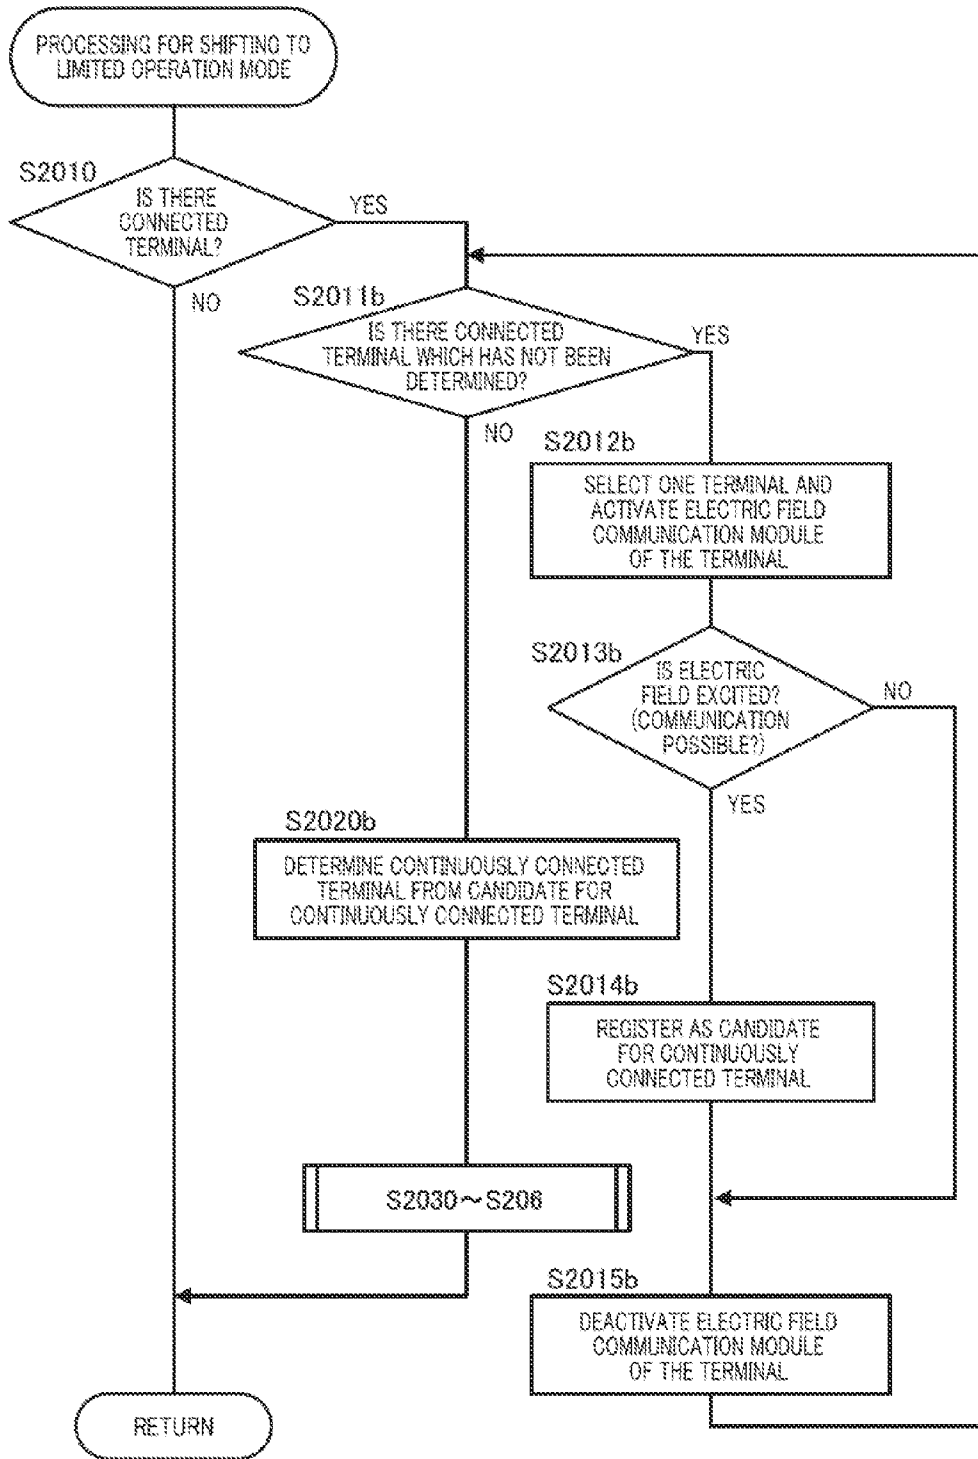 PROCESSING FOR SHIFTING TO
LIMITED OPERATION MODE
S2010
IS THERE
CONNECTED
TERMINAL?
YES
NO
S2011b
IS THERE CONNECTED
TERMINAL WHICH HAS NOT BEEN
DETERMINED?
YES
NO
S2012b
SELECT ONE TERMINAL AND
ACTIVATE ELECTRIC FIELD
COMMUNICATION MODULE
OF THE TERMINAL
S2013b
IS ELECTRIC
FIELD EXCITED?
(COMMUNICATION
POSSIBLE?)
NO
YES
S2020b
DETERMINE CONTINUOUSLY CONNECTED
TERMINAL FROM CANDIDATE FOR
CONTINUOUSLY CONNECTED TERMINAL
S2014b
REGISTER AS CANDIDATE
FOR CONTINUOUSLY
CONNECTED TERMINAL
S2030～S206
S2015b
DEACTIVATE ELECTRIC FIELD
COMMUNICATION MODULE
OF THE TERMINAL
RETURN